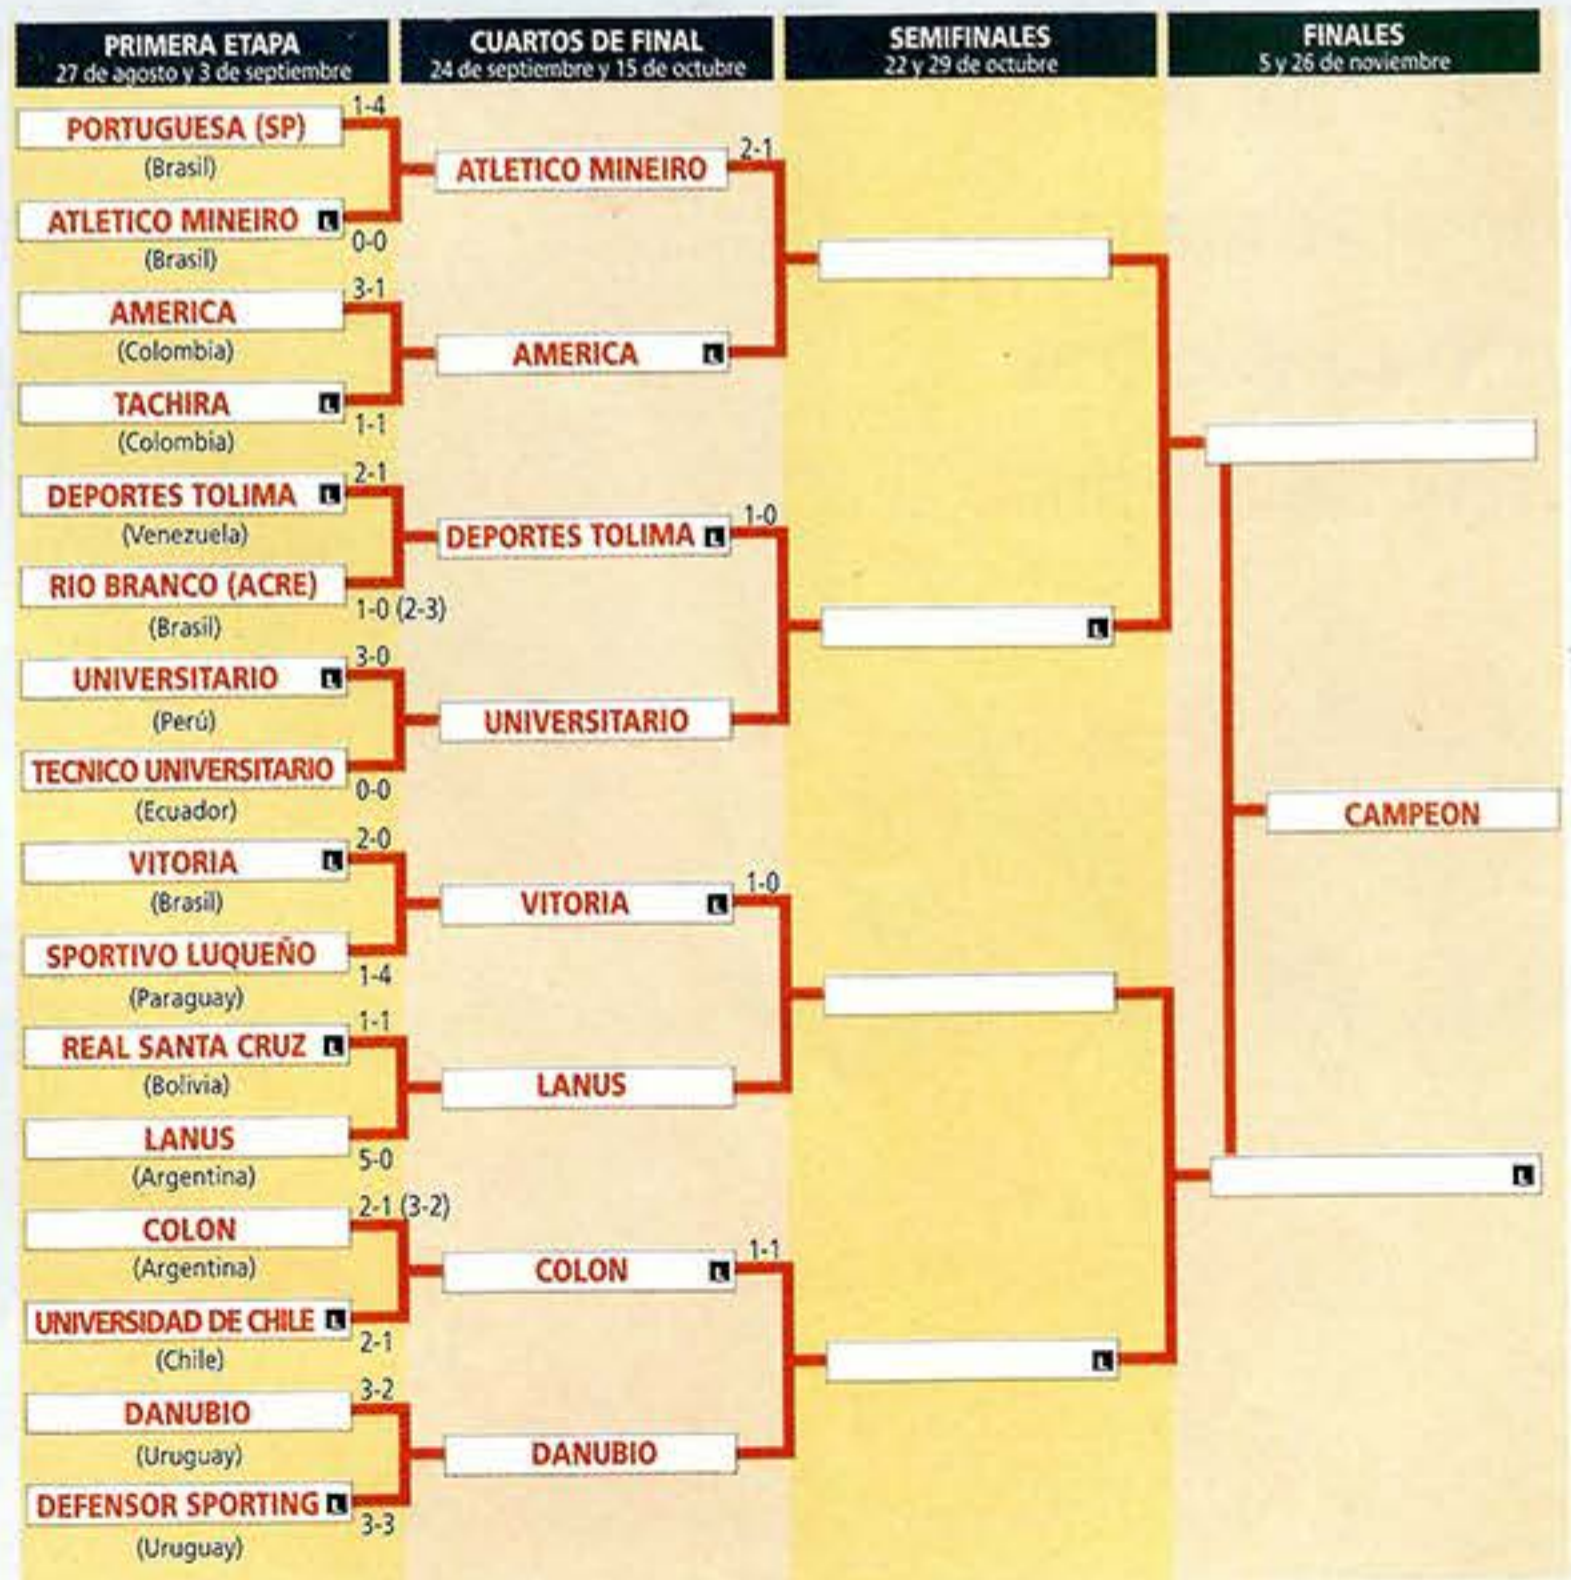 PRIMERA ETAPA
27 de agosto y 3 de septiembre
CUARTOS DE FINAL
24 de septiembre y 15 de octubre
SEMIFINALES
22 y 29 de octubre
FINALES
5 y 26 de noviembre
1-4
PORTUGUESA (SP)
(Brasil)
ATLETICO MINEIRO L
0-0
(Brasil)
3-1
AMERICA
(Colombia)
TACHIRA L
1-1
(Colombia)
2-1
DEPORTES TOLIMA L
(Venezuela)
RIO BRANCO (ACRE)
1-0 (2-3)
(Brasil)
3-0
UNIVERSITARIO L
(Perú)
TECNICO UNIVERSITARIO
0-0
(Ecuador)
2-0
VITORIA L
(Brasil)
SPORTIVO LUQUEÑO
1-4
(Paraguay)
1-1
REAL SANTA CRUZ L
(Bolivia)
LANUS
5-0
(Argentina)
2-1 (3-2)
COLON
(Argentina)
UNIVERSIDAD DE CHILE L
2-1
(Chile)
3-2
DANUBIO
(Uruguay)
DEFENSOR SPORTING L
3-3
(Uruguay)
2-1
ATLETICO MINEIRO
AMERICA L
1-0
DEPORTES TOLIMA L
UNIVERSITARIO
1-0
VITORIA L
LANUS
1-1
COLON L
DANUBIO
L
L
CAMPEON
L